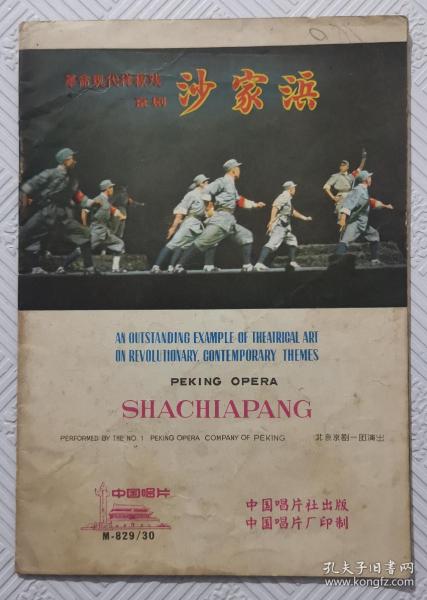 革命现代样板戏
京剧 沙家浜
AN OUTSTANDING EXAMPLE OF THEATRICAL ART
ON REVOLUTIONARY, CONTEMPORARY THEMES
PEKING OPERA
SHACHIAPANG
PERFORMED BY THE NO. 1 PEKING OPERA COMPANY OF PEKING 北京京剧一团演出
中国唱片
M-829/30
中国唱片社出版
中国唱片厂印制
孔夫子旧书网
www.kongfz.com